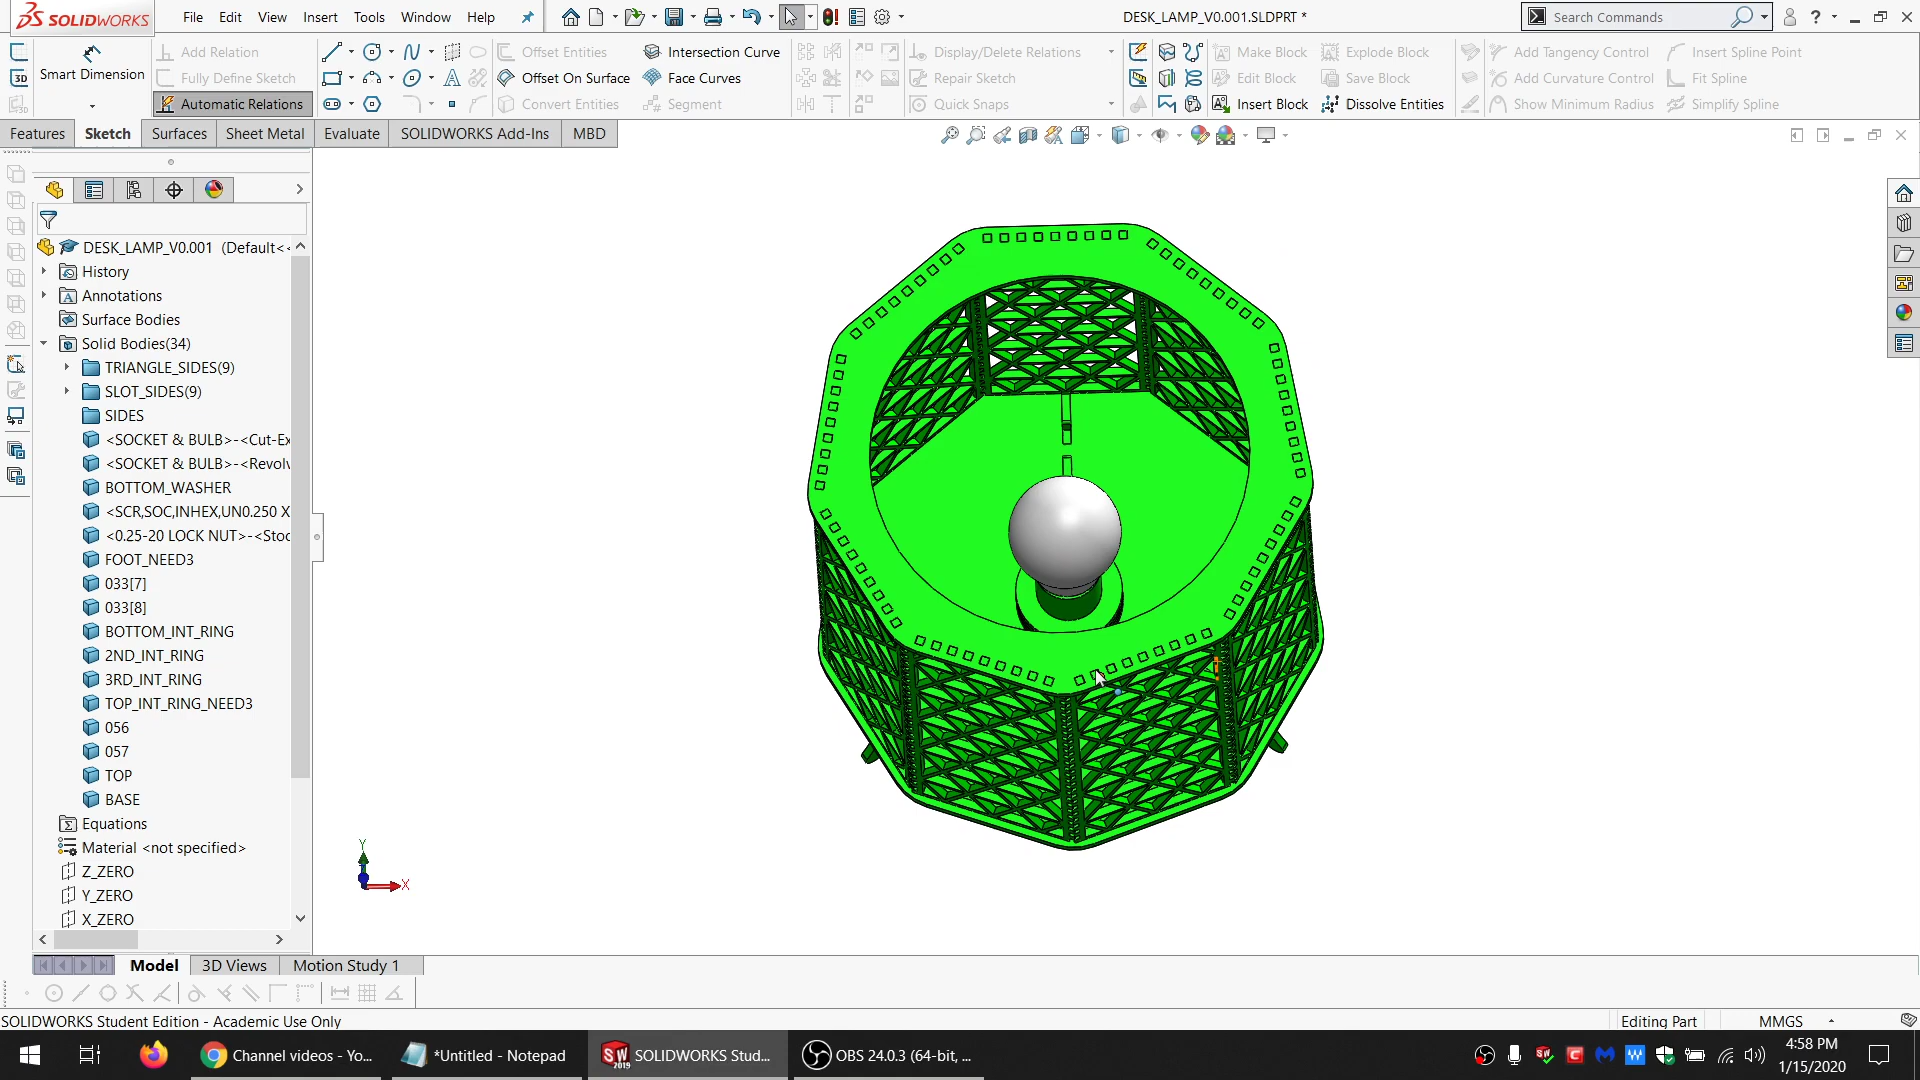 SOLIDWORKS
File Edit View Insert Tools Window Help
DESK_LAMP_V0.001.SLDPRT *
Search Commands
Smart Dimension
Add Relation
Fully Define Sketch
Automatic Relations
Offset Entities
Intersection Curve
Offset On Surface
Face Curves
Convert Entities
Segment
Display/Delete Relations
Repair Sketch
Quick Snaps
Make Block
Explode Block
Edit Block
Save Block
Insert Block
Dissolve Entities
Add Tangency Control
Insert Spline Point
Add Curvature Control
Fit Spline
Show Minimum Radius
Simplify Spline
Features Sketch Surfaces Sheet Metal Evaluate SOLIDWORKS Add-Ins MBD
DESK_LAMP_V0.001 (Default<<
History
Annotations
Surface Bodies
Solid Bodies(34)
TRIANGLE_SIDES(9)
SLOT_SIDES(9)
SIDES
<SOCKET & BULB>-<Cut-Ex
<SOCKET & BULB>-<Revolv
BOTTOM_WASHER
<SCR,SOC,INHEX,UN0.250 X
<0.25-20 LOCK NUT>-<Stoc
FOOT_NEED3
033[7]
033[8]
BOTTOM_INT_RING
2ND_INT_RING
3RD_INT_RING
TOP_INT_RING_NEED3
056
057
TOP
BASE
Equations
Material <not specified>
Z_ZERO
Y_ZERO
X_ZERO
Y
X
Model 3D Views Motion Study 1
SOLIDWORKS Student Edition - Academic Use Only
Editing Part
MMGS
Channel videos - Yo...
*Untitled - Notepad
SW 2019
SOLIDWORKS Stud...
OBS 24.0.3 (64-bit, ...
4:58 PM
1/15/2020